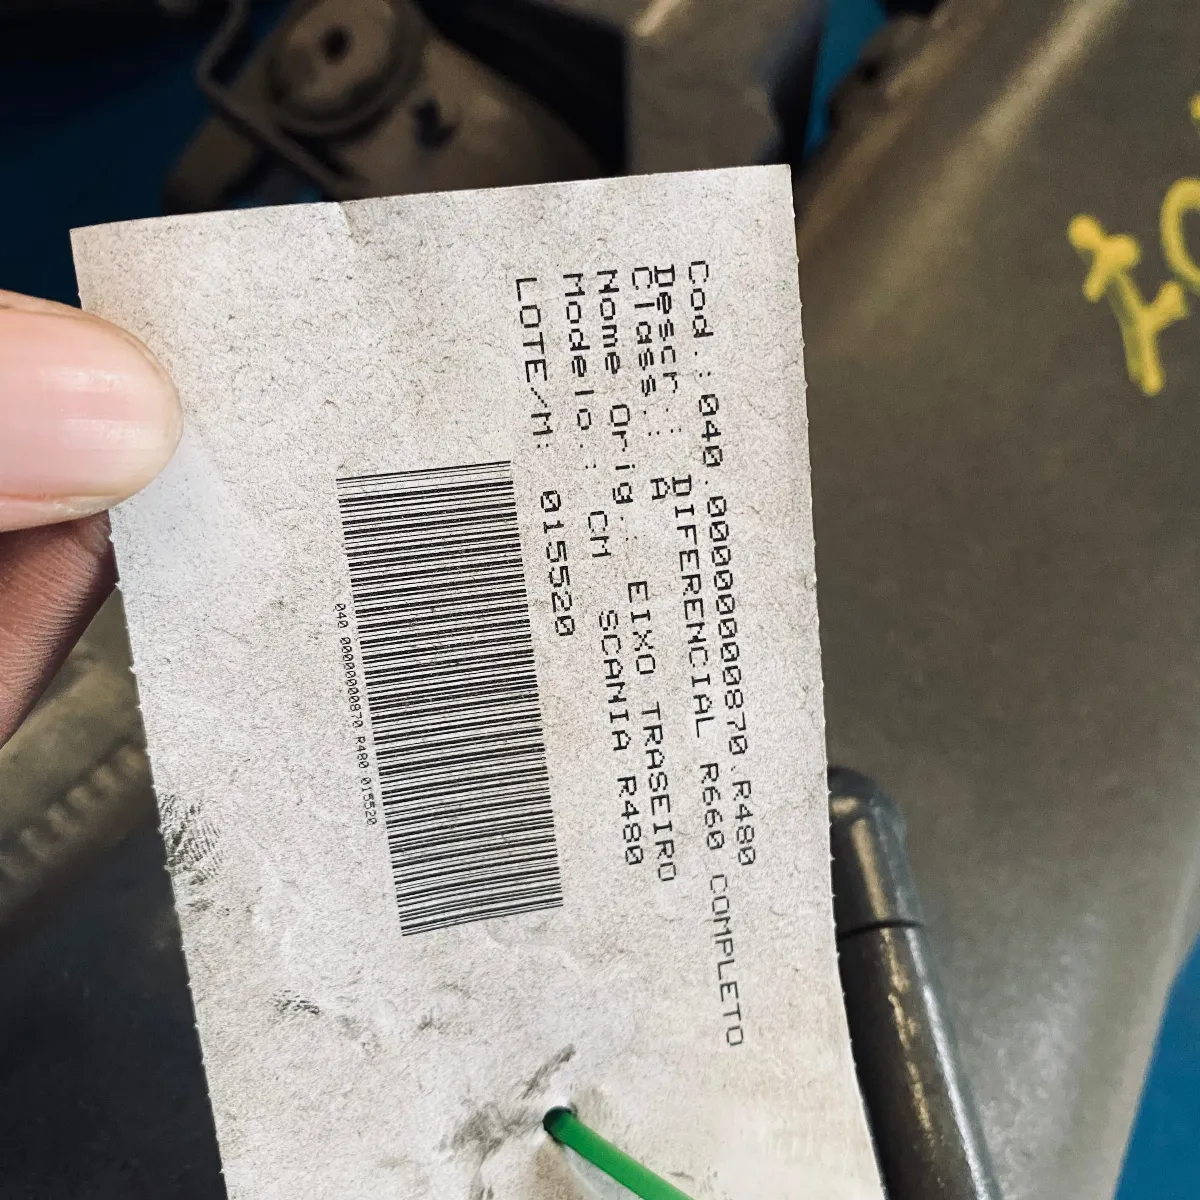 Cod.:040.0000000870.R480
Descr.: DIFERENCIAL R660 COMPLETO
Class.: A
Nome Orig.: EIXO TRASEIRO
Modelo.: CM SCANIA R480
LOTE/M: 015520
040 0000000870 R480 015520